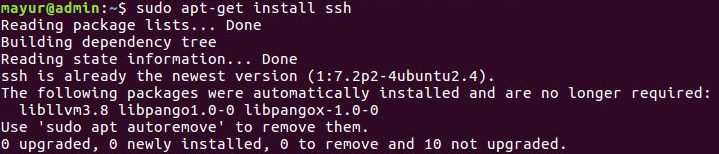 mayur@admin:~$ sudo apt-get install ssh
Reading package lists... Done
Building dependency tree
Reading state information... Done
ssh is already the newest version (1:7.2p2-4ubuntu2.4).
The following packages were automatically installed and are no longer required:
  libllvm3.8 libpango1.0-0 libpangox-1.0-0
Use 'sudo apt autoremove' to remove them.
0 upgraded, 0 newly installed, 0 to remove and 10 not upgraded.